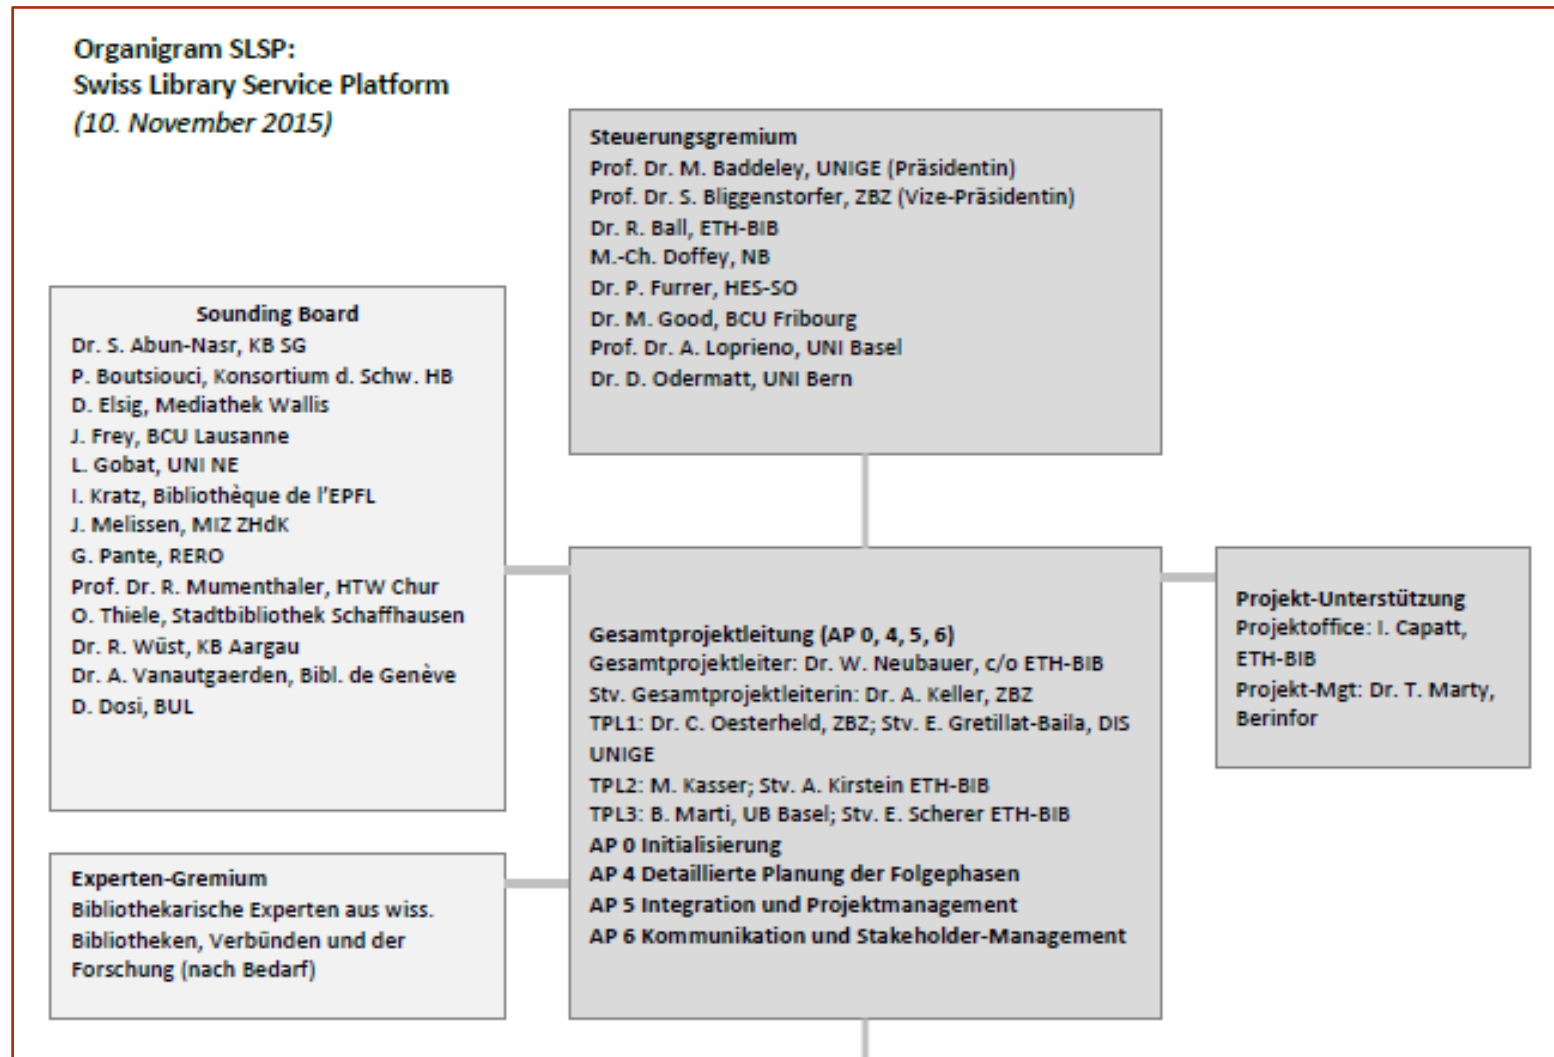 Organigram SLSP:
Swiss Library Service Platform
(10. November 2015)
Steuerungsgremium
Prof. Dr. M. Baddeley, UNIGE (Präsidentin)
Prof. Dr. S. Bliggenstorfer, ZBZ (Vize-Präsidentin)
Dr. R. Ball, ETH-BIB
M.-Ch. Doffey, NB
Dr. P. Furrer, HES-SO
Dr. M. Good, BCU Fribourg
Prof. Dr. A. Loprieno, UNI Basel
Dr. D. Odermatt, UNI Bern
Sounding Board
Dr. S. Abun-Nasr, KB SG
P. Boutsiouci, Konsortium d. Schw. HB
D. Elsig, Mediathek Wallis
J. Frey, BCU Lausanne
L. Gobat, UNI NE
I. Kratz, Bibliothèque de l’EPFL
J. Melissen, MIZ ZHdK
G. Pante, RERO
Prof. Dr. R. Mumenthaler, HTW Chur
O. Thiele, Stadtbibliothek Schaffhausen
Dr. R. Wüst, KB Aargau
Dr. A. Vanautgaerden, Bibl. de Genève
D. Dosi, BUL
Gesamtprojektleitung (AP 0, 4, 5, 6)
Gesamtprojektleiter: Dr. W. Neubauer, c/o ETH-BIB
Stv. Gesamtprojektleiterin: Dr. A. Keller, ZBZ
TPL1: Dr. C. Oesterheld, ZBZ; Stv. E. Gretillat-Baila, DIS
UNIGE
TPL2: M. Kasser; Stv. A. Kirstein ETH-BIB
TPL3: B. Marti, UB Basel; Stv. E. Scherer ETH-BIB
AP 0 Initialisierung
AP 4 Detaillierte Planung der Folgephasen
AP 5 Integration und Projektmanagement
AP 6 Kommunikation und Stakeholder-Management
Projekt-Unterstützung
Projektoffice: I. Capatt,
ETH-BIB
Projekt-Mgt: Dr. T. Marty,
Berinfor
Experten-Gremium
Bibliothekarische Experten aus wiss.
Bibliotheken, Verbünden und der
Forschung (nach Bedarf)